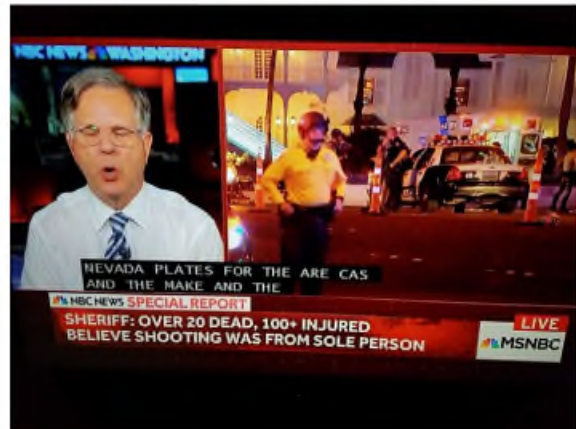 NBC NEWS WASHINGTON
NEVADA PLATES FOR THE ARE CAS
AND THE MAKE AND THE
NBC NEWS SPECIAL REPORT
SHERIFF: OVER 20 DEAD, 100+ INJURED
BELIEVE SHOOTING WAS FROM SOLE PERSON
LIVE
MSNBC